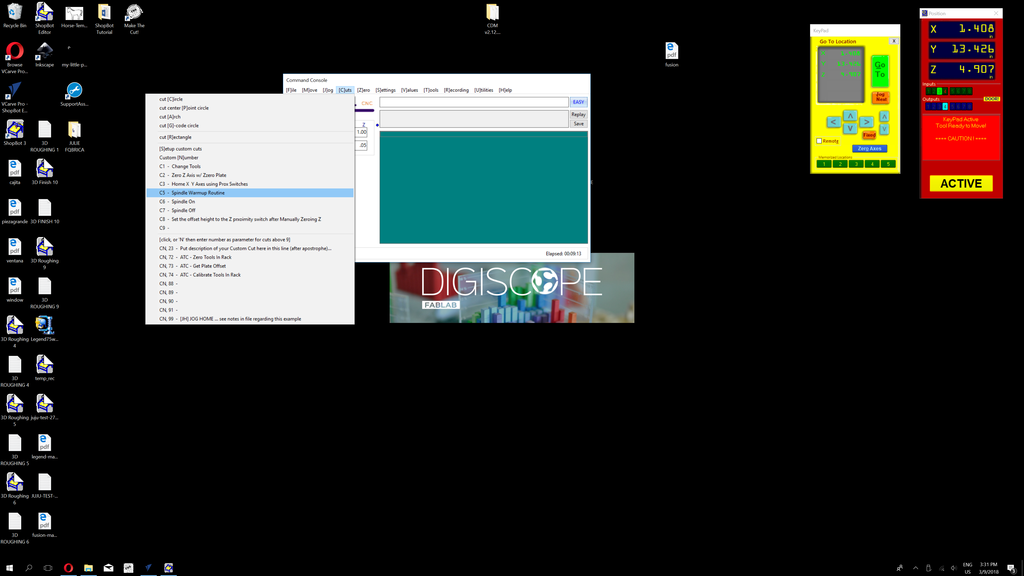 Recycle Bin
ShopBot Editor
Horse Tem...
ShopBot Tutorial
Make The Cut!
Browse VCarve Pro...
Inkscape
my-little-p...
VCarve Pro - ShopBot E...
SupportAss...
ShopBot 3
3D ROUGHING 1
JULIE FQBRICA
cajita
3D Finish 10
piezagrande
3D FINISH 10
ventana
3D Roughing 9
window
3D ROUGHING 9
3D Roughing 4
Legend75w...
3D ROUGHING 4
temp_rec
3D Roughing 5
juju-test-27...
3D ROUGHING 5
legend-ma...
3D Roughing 6
JUJU-TEST-...
3D ROUGHING 6
fusion-ma...
COM v2.12...
fusion
Command Console
[F]ile [M]ove [J]og [C]uts [Z]ero [S]ettings [V]alues [T]ools [R]ecording [U]tilities [H]elp
CNC
EASY
Replay
Save
Z
1.00
.05
Elapsed: 00:09:13
cut [C]ircle
cut center [P]oint circle
cut [A]rch
cut [G]-code circle
cut [R]ectangle
[S]etup custom cuts
Custom [N]umber
C1 - Change Tools
C2 - Zero Z Axis w/ Zzero Plate
C3 - Home X Y Axes using Prox Switches
C5 - Spindle Warmup Routine
C6 - Spindle On
C7 - Spindle Off
C8 - Set the offset height to the Z proximity switch after Manually Zeroing Z
C9 -
[click, or 'N' then enter number as parameter for cuts above 9]
CN, 23 - Put description of your Custom Cut here in this line (after apostrophe)...
CN, 72 - ATC - Zero Tools In Rack
CN, 73 - ATC - Get Plate Offset
CN, 74 - ATC - Calibrate Tools In Rack
CN, 88 -
CN, 89 -
CN, 90 -
CN, 91 -
CN, 99 - [JH] JOG HOME ... see notes in file regarding this example
DIGISCOPE
FABLAB
KeyPad
Go To Location
X
Go To
Jog Rout
Fixed
Remote
Zero Axes
1 2 3 4 5
Position
X 1.408
Y 13.426
Z 4.907
Inputs
Outputs
KeyPad Active
Tool Ready to Move!
**** CAUTION ! ****
ACTIVE
ENG
US
3:31 PM
3/9/2018